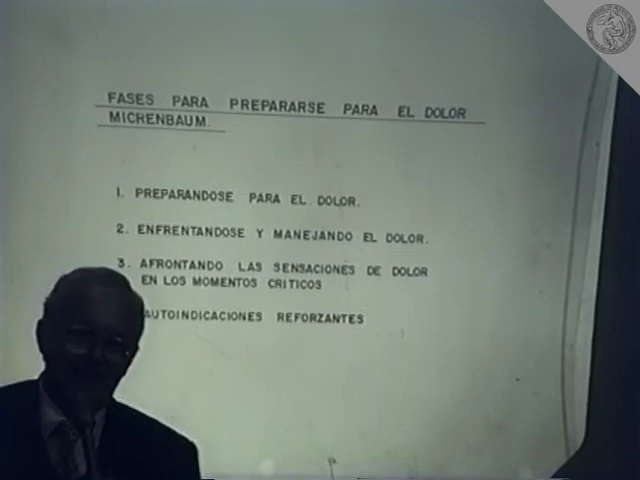 FASES PARA PREPARARSE PARA EL DOLOR
MICHENBAUM.
1. PREPARANDOSE PARA EL DOLOR.
2. ENFRENTANDOSE Y MANEJANDO EL DOLOR.
3. AFRONTANDO LAS SENSACIONES DE DOLOR
EN LOS MOMENTOS CRITICOS
AUTOINDICACIONES REFORZANTES